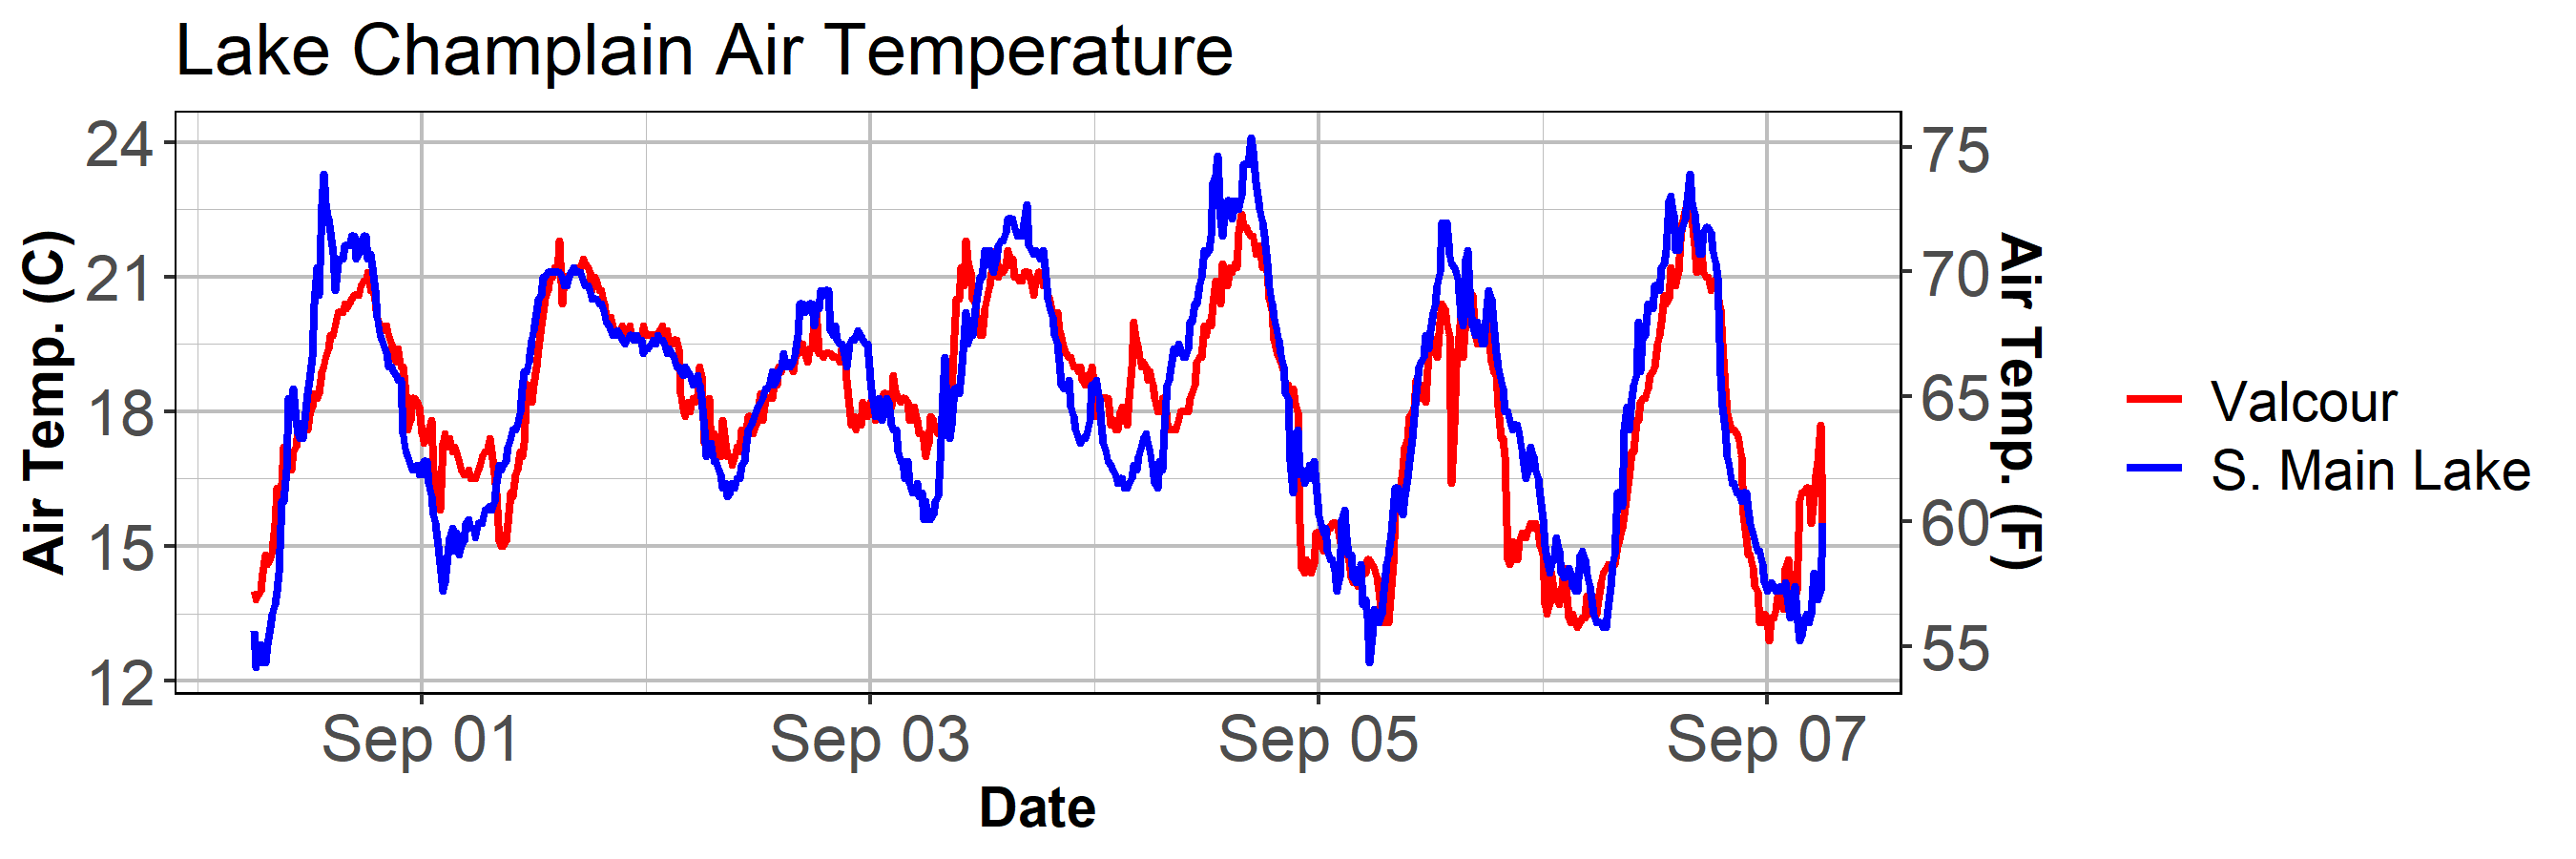 Lake Champlain Air Temperature
Air Temp. (C)
24
21
18
15
12
75
70
65
60
55
Air Temp. (F)
Sep 01
Sep 03
Sep 05
Sep 07
Date
Valcour
S. Main Lake